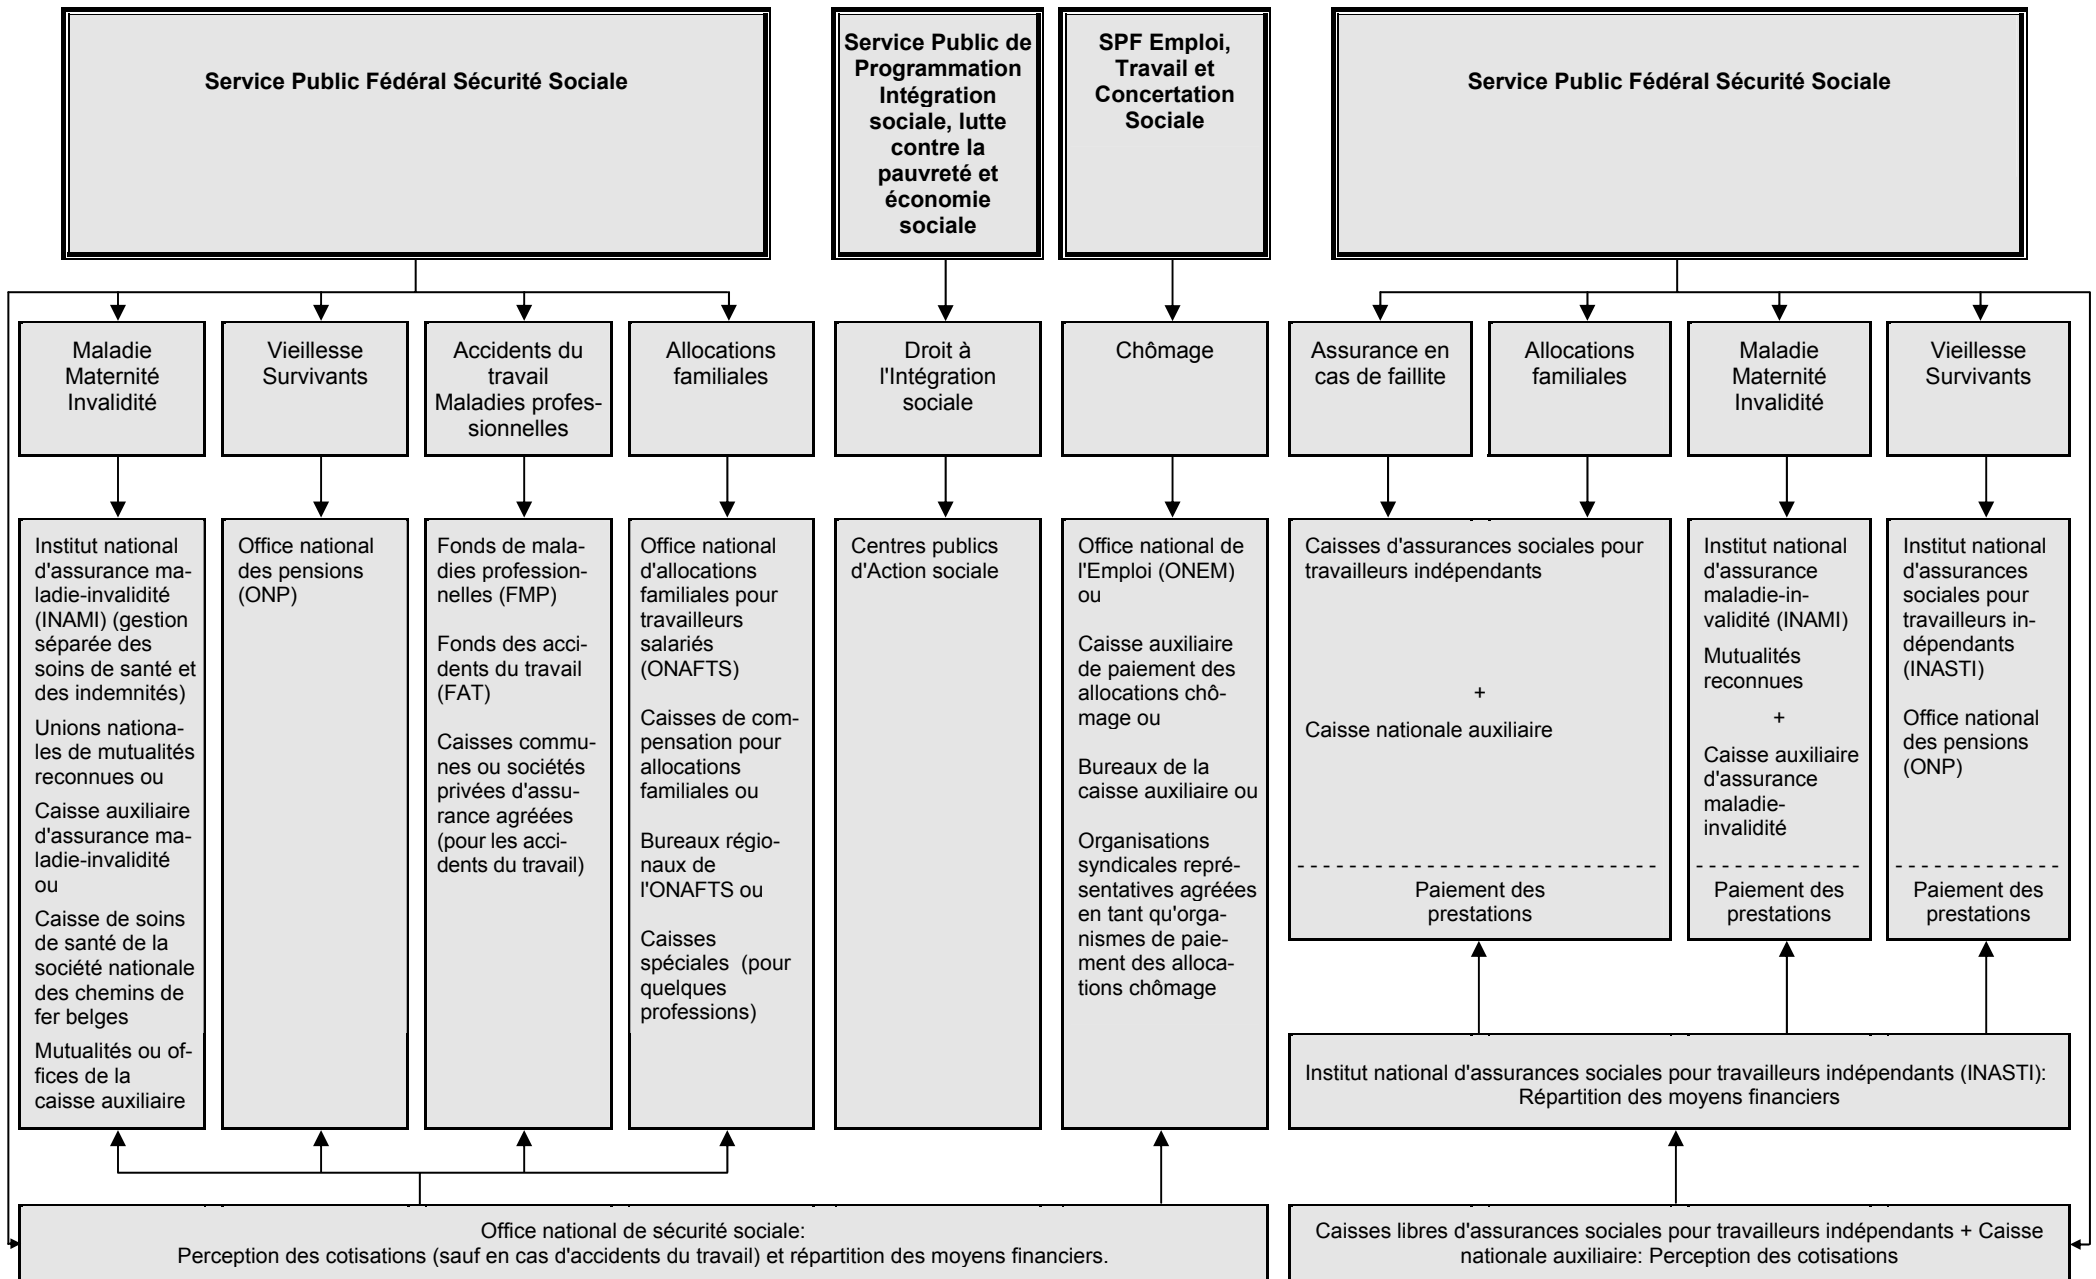 Service Public Fédéral Sécurité Sociale
Service Public de
Programmation
Intégration
sociale, lutte
contre la
pauvreté et
économie
sociale
SPF Emploi,
Travail et
Concertation
Sociale
Service Public Fédéral Sécurité Sociale
Maladie
Maternité
Invalidité
Vieillesse
Survivants
Accidents du
travail
Maladies profes-
sionnelles
Allocations
familiales
Droit à
l'Intégration
sociale
Chômage
Assurance en
cas de faillite
Allocations
familiales
Maladie
Maternité
Invalidité
Vieillesse
Survivants
Institut national
d'assurance ma-
ladie-invalidité
(INAMI) (gestion
séparée des
soins de santé et
des indemnités)
Unions nationa-
les de mutualités
reconnues ou
Caisse auxiliaire
d'assurance ma-
ladie-invalidité
ou
Caisse de soins
de santé de la
société nationale
des chemins de
fer belges
Mutualités ou of-
fices de la
caisse auxiliaire
Office national
des pensions
(ONP)
Fonds de mala-
dies profession-
nelles (FMP)
Fonds des acci-
dents du travail
(FAT)
Caisses commu-
nes ou sociétés
privées d'assu-
rance agréées
(pour les acci-
dents du travail)
Office national
d'allocations
familiales pour
travailleurs
salariés
(ONAFTS)
Caisses de com-
pensation pour
allocations
familiales ou
Bureaux régio-
naux de
l'ONAFTS ou
Caisses
spéciales (pour
quelques
professions)
Centres publics
d'Action sociale
Office national de
l'Emploi (ONEM)
ou
Caisse auxiliaire
de paiement des
allocations chô-
mage ou
Bureaux de la
caisse auxiliaire ou
Organisations
syndicales repré-
sentatives agréées
en tant qu'orga-
nismes de paie-
ment des alloca-
tions chômage
Caisses d'assurances sociales pour
travailleurs indépendants
+
Caisse nationale auxiliaire
Paiement des
prestations
Institut national
d'assurance
maladie-in-
validité (INAMI)
Mutualités
reconnues
+
Caisse auxiliaire
d'assurance
maladie-
invalidité
Paiement des
prestations
Institut national
d'assurances
sociales pour
travailleurs in-
dépendants
(INASTI)
Office national
des pensions
(ONP)
Paiement des
prestations
Institut national d'assurances sociales pour travailleurs indépendants (INASTI):
Répartition des moyens financiers
Office national de sécurité sociale:
Perception des cotisations (sauf en cas d'accidents du travail) et répartition des moyens financiers.
Caisses libres d'assurances sociales pour travailleurs indépendants + Caisse
nationale auxiliaire: Perception des cotisations